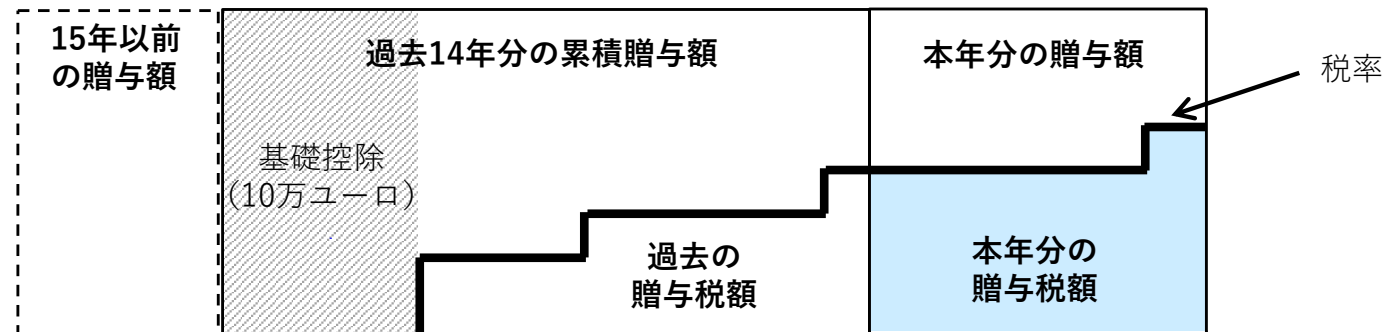 15年以前
の贈与額
過去14年分の累積贈与額
本年分の贈与額
税率
基礎控除
(10万ユーロ)
過去の
贈与税額
本年分の
贈与税額